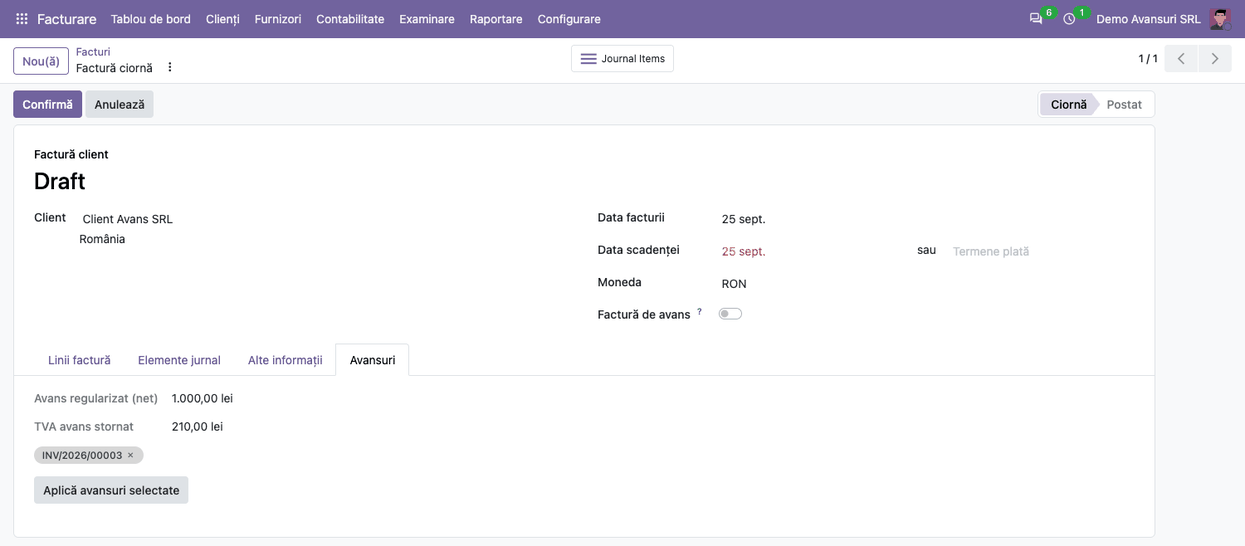 Facturare Tablou de bord Clienți Furnizori Contabilitate Examinare Raportare Configurare 6 1 Demo Avansuri SRL
Nou(ă) Facturi
Factură ciornă
Journal Items
1 / 1
Confirmă Anulează Ciornă Postat
Factură client
Draft
Client Client Avans SRL
România
Data facturii 25 sept.
Data scadenței 25 sept. sau Termene plată
Moneda RON
Factură de avans ?
Linii factură Elemente jurnal Alte informații Avansuri
Avans regularizat (net) 1.000,00 lei
TVA avans stornat 210,00 lei
INV/2026/00003 ×
Aplică avansuri selectate